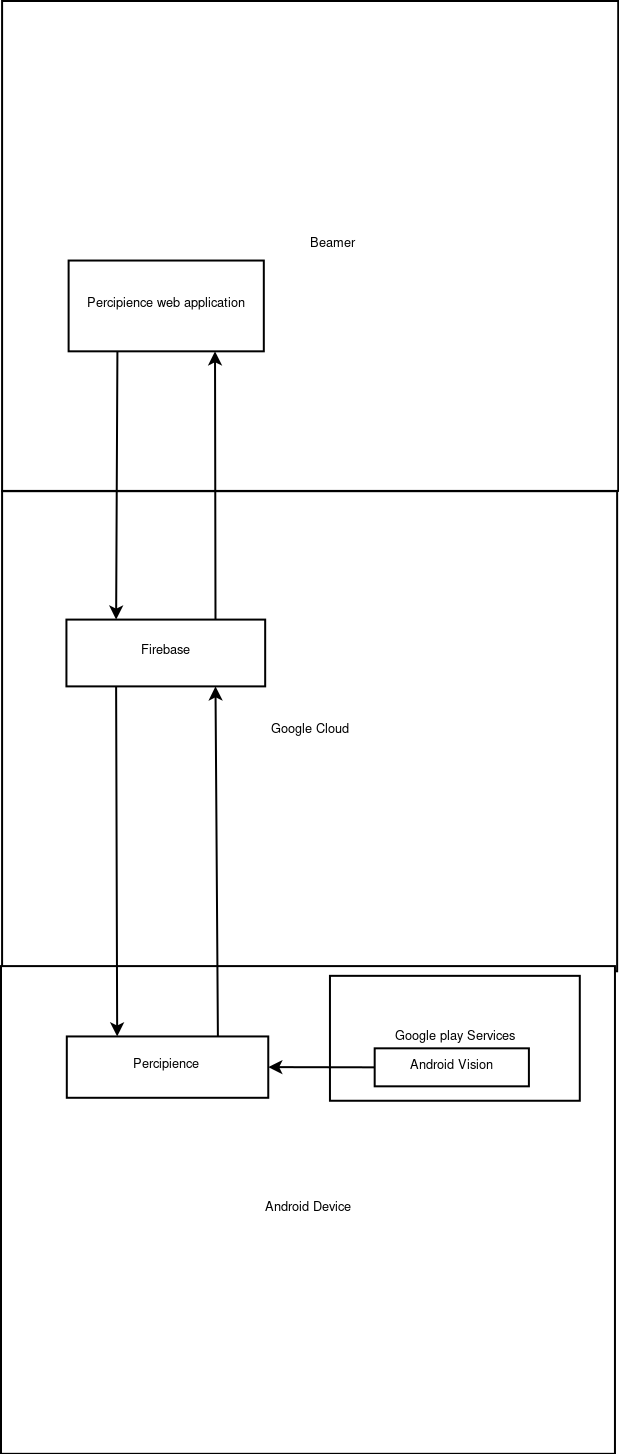 Beamer
Percipience web application
Firebase
Google Cloud
Google play Services
Percipience
Android Vision
Android Device